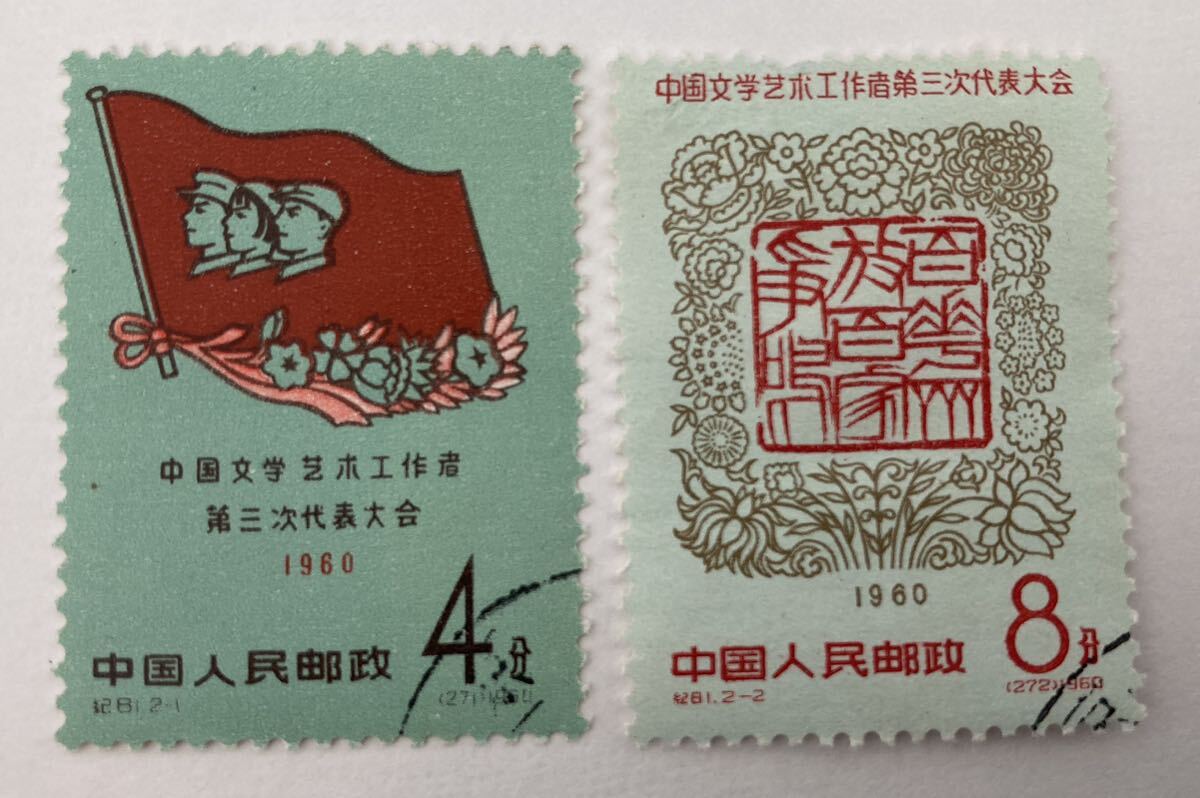 中国文学艺术工作者
第三次代表大会
1960
4分
中国人民邮政
纪81.2-1
(271)1960
中国文学艺术工作者第三次代表大会
百花齐
放百家
争鸣
1960
8分
中国人民邮政
纪81.2-2
(272)1960